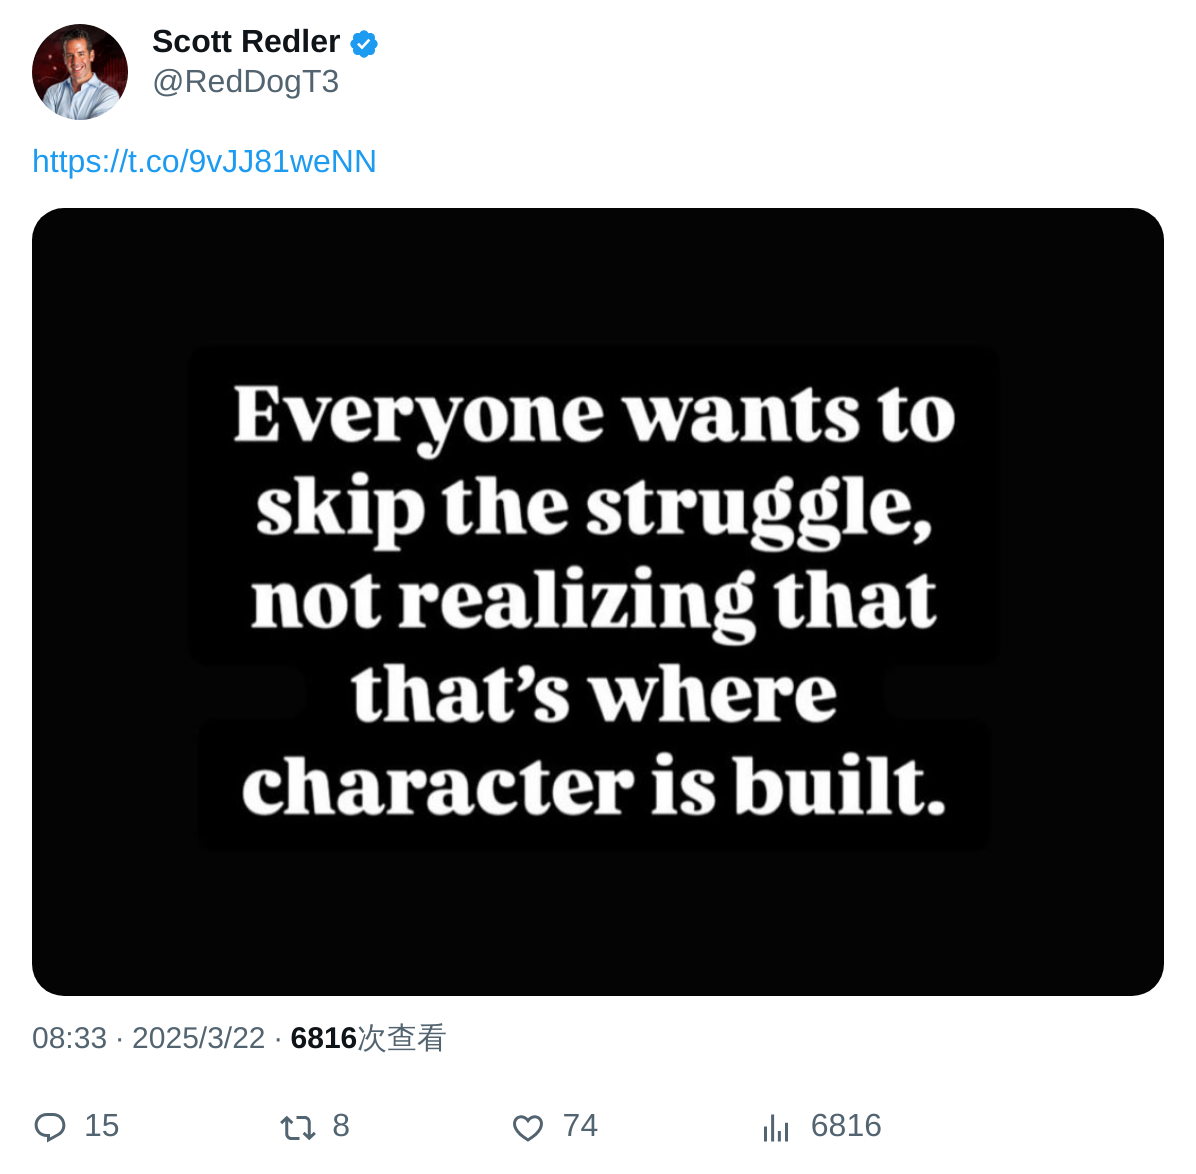 Scott Redler
@RedDogT3
https://t.co/9vJJ81weNN
Everyone wants to
skip the struggle,
not realizing that
that’s where
character is built.
08:33 · 2025/3/22 · 6816次查看
15 8 74 6816